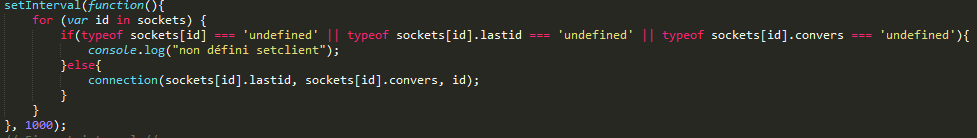 setInterval(function(){
for (var id in sockets) {
if(typeof sockets[id] === 'undefined' || typeof sockets[id].lastid === 'undefined' || typeof sockets[id].convers === 'undefined'){
console.log("non défini setclient");
}else{
connection(sockets[id].lastid, sockets[id].convers, id);
}
}
}, 1000);